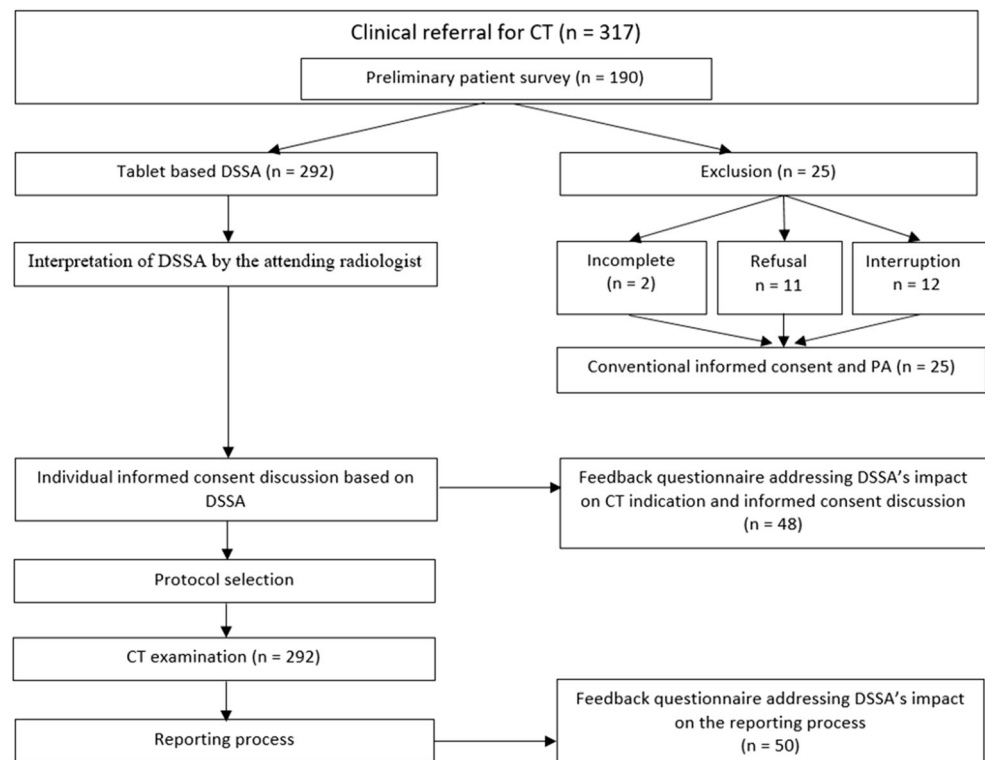 Clinical referral for CT (n = 317)
Preliminary patient survey (n = 190)
Tablet based DSSA (n = 292)
Exclusion (n = 25)
Interpretation of DSSA by the attending radiologist
Incomplete
(n = 2)
Refusal
n = 11
Interruption
n = 12
Conventional informed consent and PA (n = 25)
Individual informed consent discussion based on
DSSA
Feedback questionnaire addressing DSSA's impact
on CT indication and informed consent discussion
(n = 48)
Protocol selection
CT examination (n = 292)
Reporting process
Feedback questionnaire addressing DSSA's impact
on the reporting process
(n = 50)